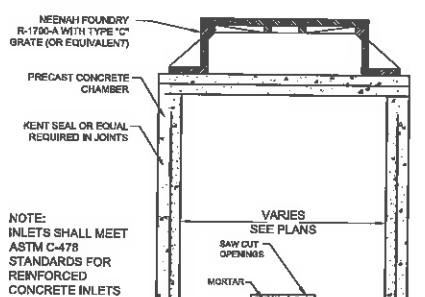 NEENAH FOUNDRY
R-1700-A WITH TYPE "C"
GRATE (OR EQUIVALENT)
PRECAST CONCRETE
CHAMBER
KENT SEAL OR EQUAL
REQUIRED IN JOINTS
NOTE:
INLETS SHALL MEET
ASTM C-478
STANDARDS FOR
REINFORCED
CONCRETE INLETS
VARIES
SEE PLANS
SAW CUT
OPENINGS
MORTAR